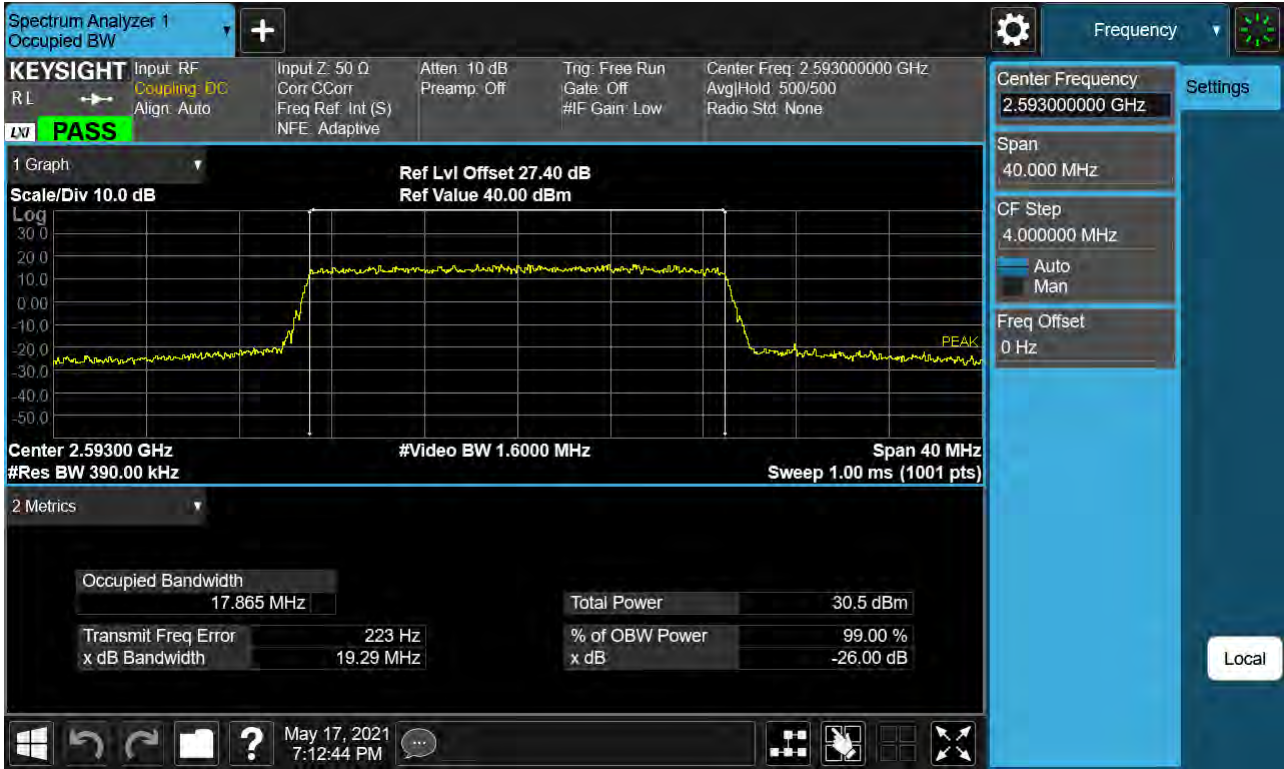 Spectrum Analyzer 1
Occupied BW
Frequency
KEYSIGHT
RL
LXI
PASS
Input: RF
Coupling: DC
Align: Auto
Input Z: 50 Ω
Corr CCorr
Freq Ref: Int (S)
NFE: Adaptive
Atten: 10 dB
Preamp: Off
Trig: Free Run
Gate: Off
#IF Gain: Low
Center Freq: 2.593000000 GHz
Avg|Hold: 500/500
Radio Std: None
Center Frequency
2.593000000 GHz
Settings
Span
40.000 MHz
CF Step
4.000000 MHz
Auto
Man
Freq Offset
0 Hz
Local
1 Graph
Scale/Div 10.0 dB
Ref Lvl Offset 27.40 dB
Ref Value 40.00 dBm
Log
30.0
20.0
10.0
0.00
-10.0
-20.0
-30.0
-40.0
-50.0
PEAK
Center 2.59300 GHz
#Video BW 1.6000 MHz
Span 40 MHz
#Res BW 390.00 kHz
Sweep 1.00 ms (1001 pts)
2 Metrics
Occupied Bandwidth
17.865 MHz
Total Power 30.5 dBm
Transmit Freq Error 223 Hz
% of OBW Power 99.00 %
x dB Bandwidth 19.29 MHz
x dB -26.00 dB
May 17, 2021
7:12:44 PM